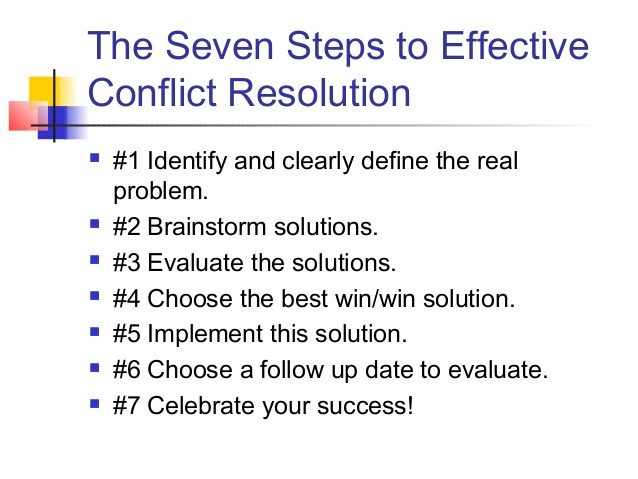 The Seven Steps to Effective
Conflict Resolution
#1 Identify and clearly define the real
problem.
#2 Brainstorm solutions.
#3 Evaluate the solutions.
#4 Choose the best win/win solution.
#5 Implement this solution.
#6 Choose a follow up date to evaluate.
#7 Celebrate your success!